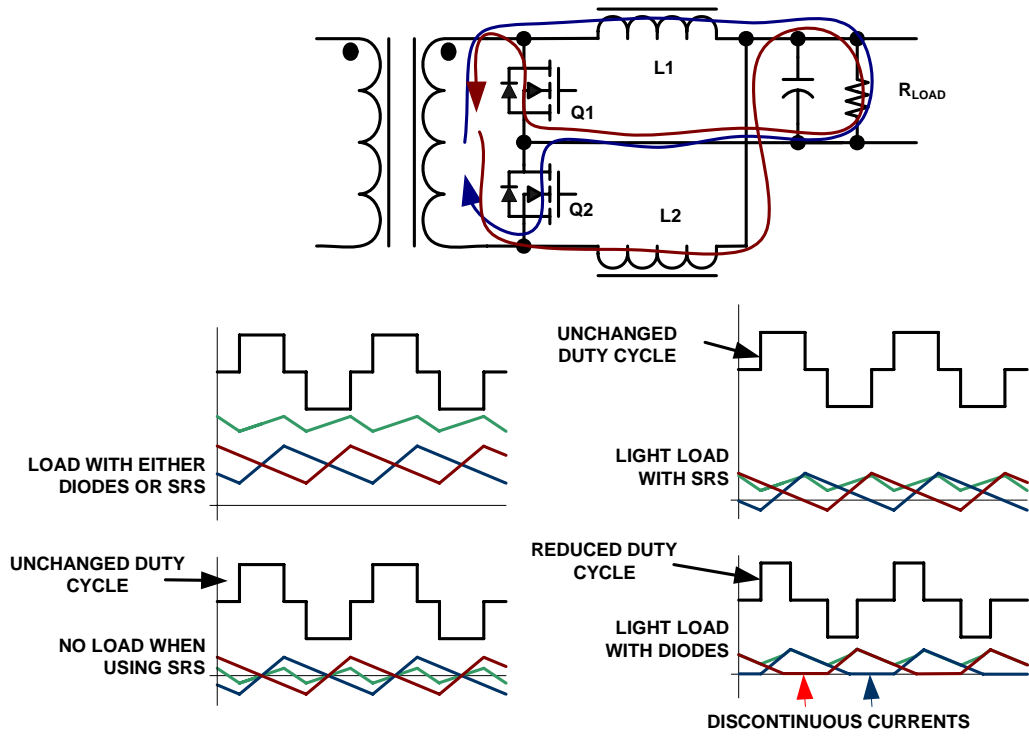 L1
Q1
RLOAD
Q2
L2
UNCHANGED
DUTY CYCLE
LOAD WITH EITHER
DIODES OR SRS
LIGHT LOAD
WITH SRS
UNCHANGED DUTY
CYCLE
REDUCED DUTY
CYCLE
NO LOAD WHEN
USING SRS
LIGHT LOAD
WITH DIODES
DISCONTINUOUS CURRENTS